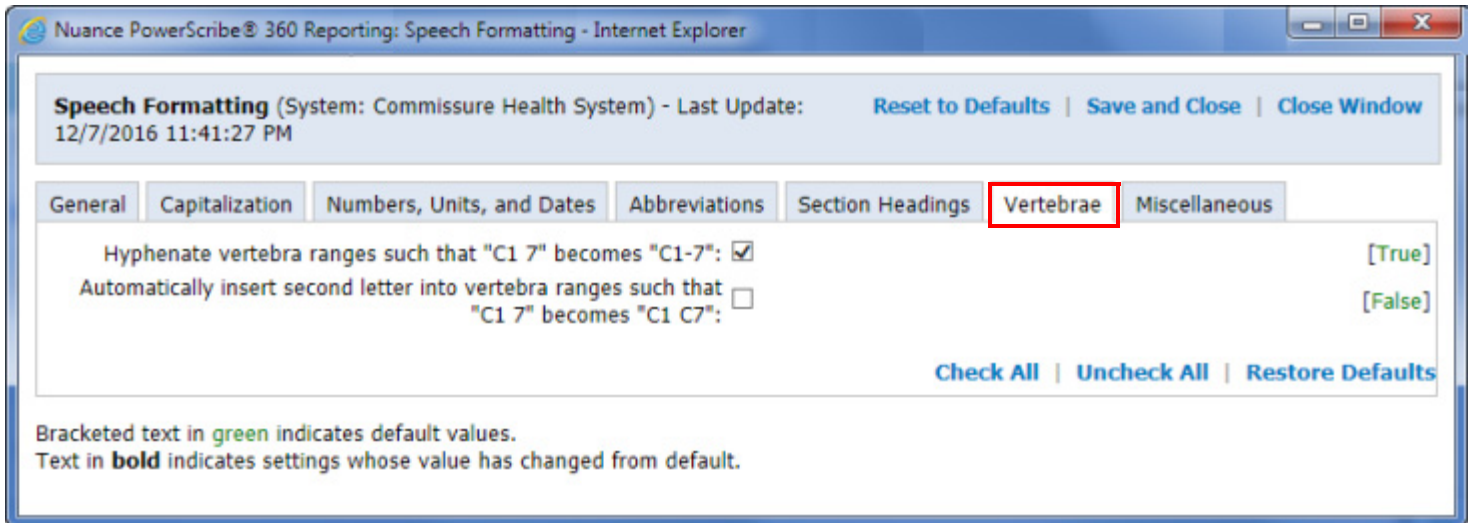 Nuance PowerScribe® 360 Reporting: Speech Formatting - Internet Explorer
Speech Formatting (System: Commissure Health System) - Last Update: Reset to Defaults | Save and Close | Close Window
12/7/2016 11:41:27 PM
General Capitalization Numbers, Units, and Dates Abbreviations Section Headings Vertebrae Miscellaneous
Hyphenate vertebra ranges such that "C1 7" becomes "C1-7": [True]
Automatically insert second letter into vertebra ranges such that
"C1 7" becomes "C1 C7": [False]
Check All | Uncheck All | Restore Defaults
Bracketed text in green indicates default values.
Text in bold indicates settings whose value has changed from default.